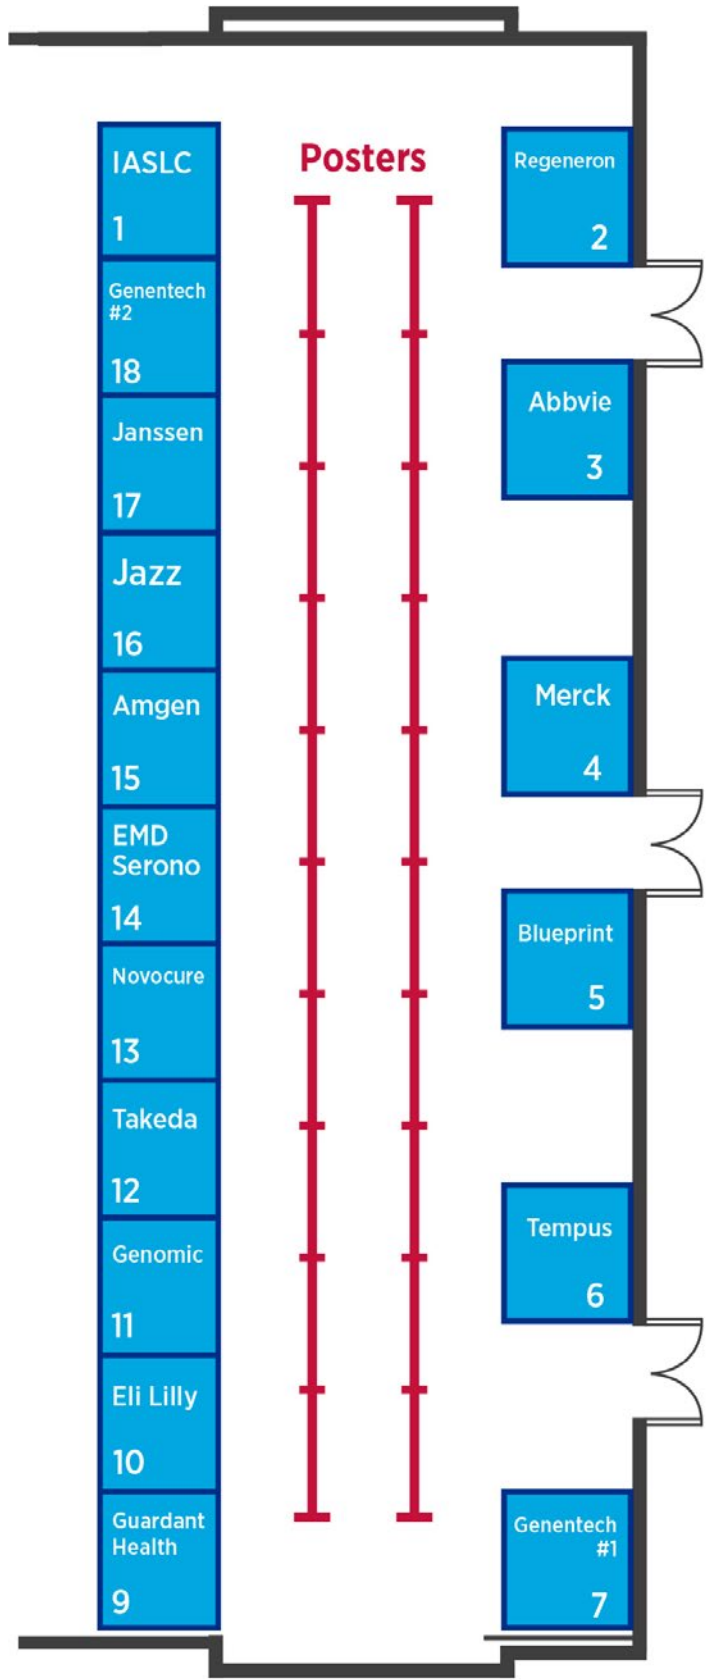 Posters
IASLC
1
Genentech
#2
18
Janssen
17
Jazz
16
Amgen
15
EMD
Serono
14
Novocure
13
Takeda
12
Genomic
11
Eli Lilly
10
Guardant
Health
9
Regeneron
2
Abbvie
3
Merck
4
Blueprint
5
Tempus
6
Genentech
#1
7